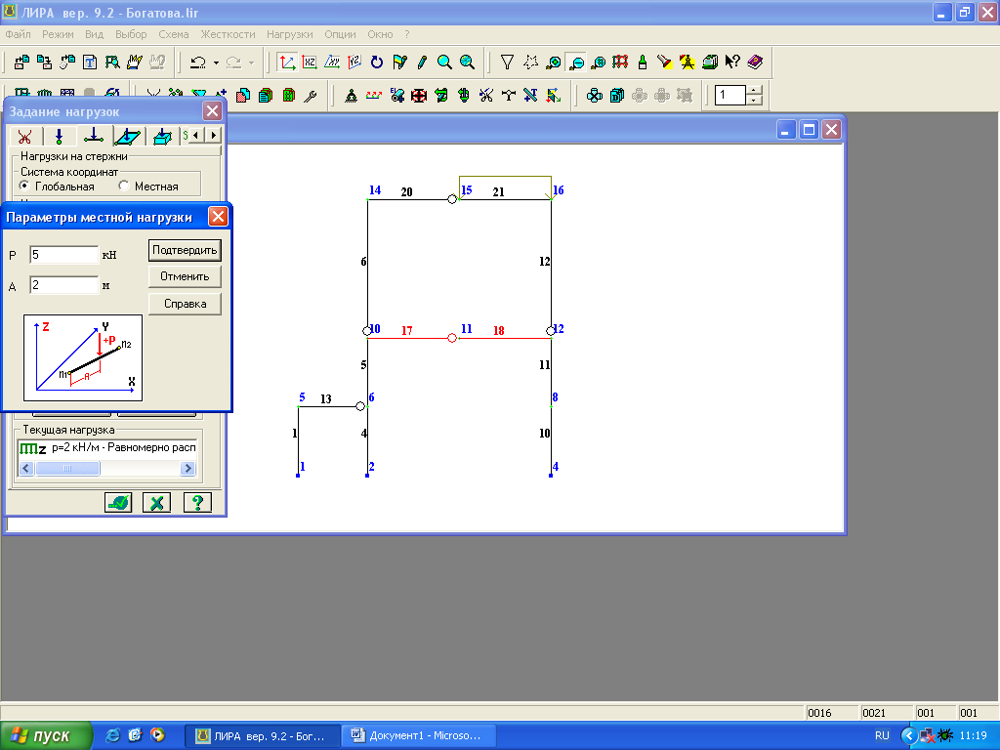 ЛИРА вер. 9.2 - Богатова.lir
Файл Режим Вид Выбор Схема Жесткости Нагрузки Опции Окно ?
1
Задание нагрузок
S
Нагрузки на стержни
Система координат
Глобальная Местная
Параметры местной нагрузки
P 5 кН Подтвердить
A 2 м Отменить
Справка
Z Y +P n2 n1 A X
Текущая нагрузка
z p=2 кН/м - Равномерно расп
14 20 15 21 16
6 12
10 17 11 18 12
5 11
5 13 6 8
1 4 10
1 2 4
0016 0021 001 001
пуск ЛИРА вер. 9.2 - Бог... Документ1 - Microso... RU 11:19